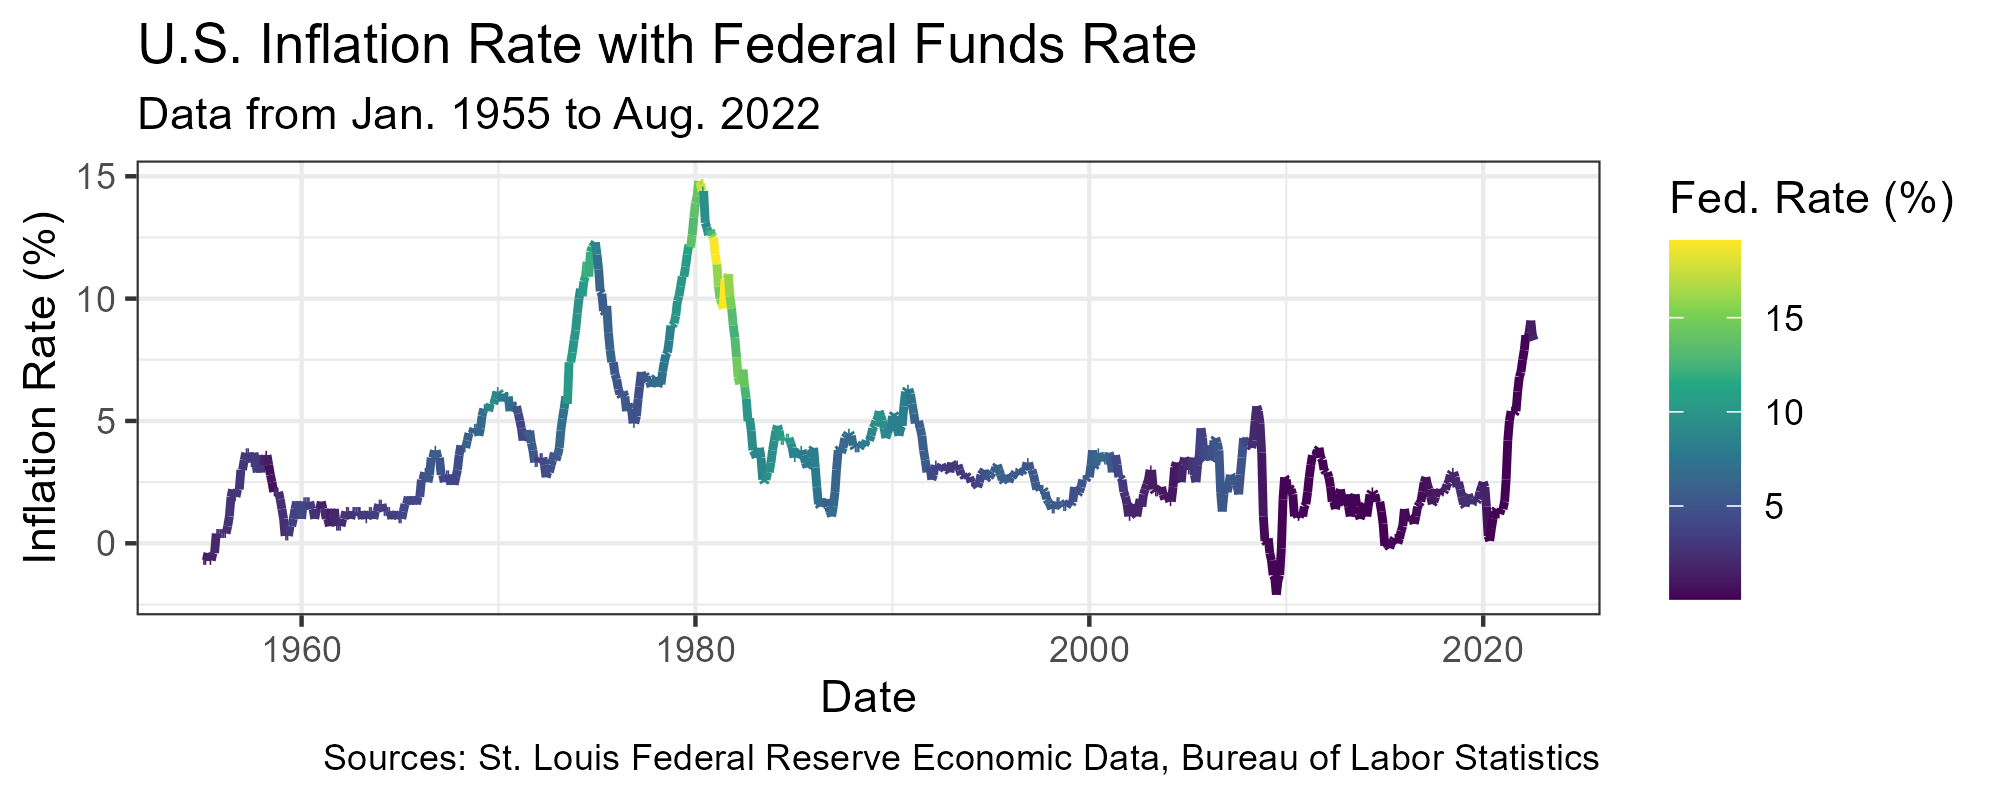 U.S. Inflation Rate with Federal Funds Rate
Data from Jan. 1955 to Aug. 2022
Inflation Rate (%)
15
10
5
0
1960 1980 2000 2020
Date
Fed. Rate (%)
15
10
5
Sources: St. Louis Federal Reserve Economic Data, Bureau of Labor Statistics